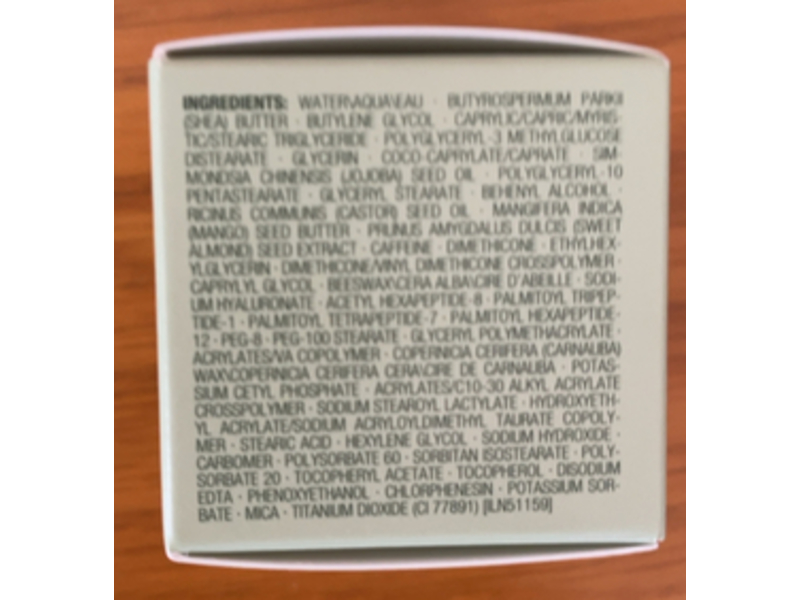 INGREDIENTS: WATER\AQUA\EAU · BUTYROSPERMUM PARKII
(SHEA) BUTTER · BUTYLENE GLYCOL · CAPRYLIC/CAPRIC/MYRIS-
TIC/STEARIC TRIGLYCERIDE · POLYGLYCERYL-3 METHYLGLUCOSE
DISTEARATE · GLYCERIN · COCO-CAPRYLATE/CAPRATE · SIM-
MONDSIA CHINENSIS (JOJOBA) SEED OIL · POLYGLYCERYL-10
PENTASTEARATE · GLYCERYL STEARATE · BEHENYL ALCOHOL ·
RICINUS COMMUNIS (CASTOR) SEED OIL · MANGIFERA INDICA
(MANGO) SEED BUTTER · PRUNUS AMYGDALUS DULCIS (SWEET
ALMOND) SEED EXTRACT · CAFFEINE · DIMETHICONE · ETHYLHEX-
YLGLYCERIN · DIMETHICONE/VINYL DIMETHICONE CROSSPOLYMER ·
CAPRYLYL GLYCOL · BEESWAX\CERA ALBA\CIRE D'ABEILLE · SODI-
UM HYALURONATE · ACETYL HEXAPEPTIDE-8 · PALMITOYL TRIPEP-
TIDE-1 · PALMITOYL TETRAPEPTIDE-7 · PALMITOYL HEXAPEPTIDE-
12 · PEG-8 · PEG-100 STEARATE · GLYCERYL POLYMETHACRYLATE ·
ACRYLATES/VA COPOLYMER · COPERNICIA CERIFERA (CARNAUBA)
WAX\COPERNICIA CERIFERA CERA\CIRE DE CARNAUBA · POTAS-
SIUM CETYL PHOSPHATE · ACRYLATES/C10-30 ALKYL ACRYLATE
CROSSPOLYMER · SODIUM STEAROYL LACTYLATE · HYDROXYETH-
YL ACRYLATE/SODIUM ACRYLOYLDIMETHYL TAURATE COPOLY-
MER · STEARIC ACID · HEXYLENE GLYCOL · SODIUM HYDROXIDE ·
CARBOMER · POLYSORBATE 60 · SORBITAN ISOSTEARATE · POLY-
SORBATE 20 · TOCOPHERYL ACETATE · TOCOPHEROL · DISODIUM
EDTA · PHENOXYETHANOL · CHLORPHENESIN · POTASSIUM SOR-
BATE · MICA · TITANIUM DIOXIDE (CI 77891) [ILN51159]